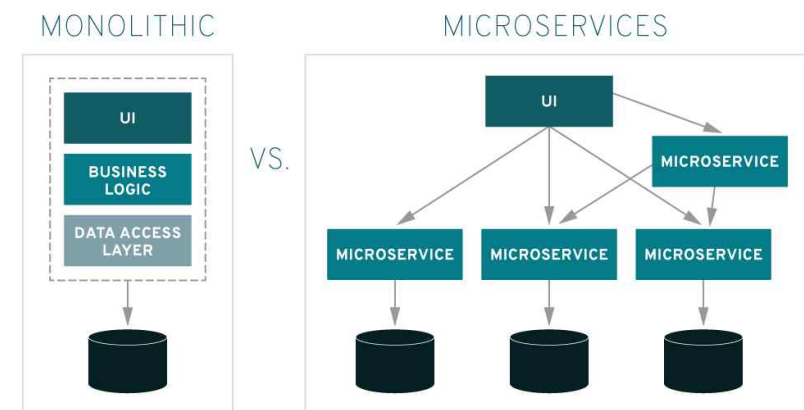 MONOLITHIC
MICROSERVICES
UI
BUSINESS
LOGIC
DATA ACCESS
LAYER
VS.
UI
MICROSERVICE
MICROSERVICE
MICROSERVICE
MICROSERVICE